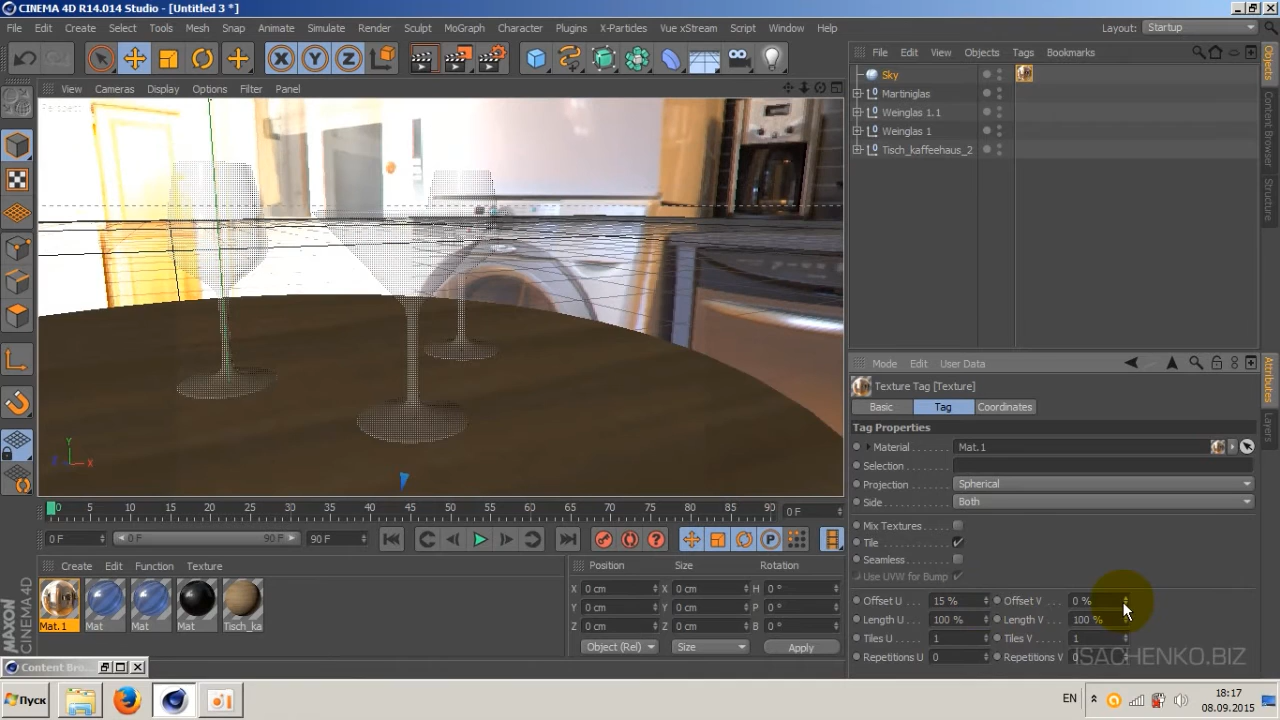 CINEMA 4D R14.014 Studio - [Untitled 3 *]
File Edit Create Select Tools Mesh Snap Animate Simulate Render Sculpt MoGraph Character Plugins X-Particles Vue xStream Script Window Help Layout: Startup
X Y Z
File Edit View Objects Tags Bookmarks
Sky
Martiniglas
Weinglas 1.1
Weinglas 1
Tisch_kaffeehaus_2
Objects
Content Browser
Structure
View Cameras Display Options Filter Panel
Y
X
Mode Edit User Data
Texture Tag [Texture]
Basic Tag Coordinates
Tag Properties
Material Mat.1
Selection
Projection Spherical
Side Both
Mix Textures
Tile
Seamless
Use UVW for Bump
Offset U 15 % Offset V 0 %
Length U 100 % Length V 100 %
Tiles U 1 Tiles V 1
Repetitions U 0 Repetitions V 0
Attributes
Layers
0 5 10 15 20 25 30 35 40 45 50 55 60 65 70 75 80 85 90 0 F
0 F 0 F 90 F 90 F
P
Create Edit Function Texture
Mat.1 Mat Mat Mat Tisch_ka
Position Size Rotation
X 0 cm X 0 cm H 0 °
Y 0 cm Y 0 cm P 0 °
Z 0 cm Z 0 cm B 0 °
Object (Rel) Size Apply
MAXON CINEMA 4D
Content Brow...
ISACHENKO.BIZ
Пуск
EN
18:17
08.09.2015